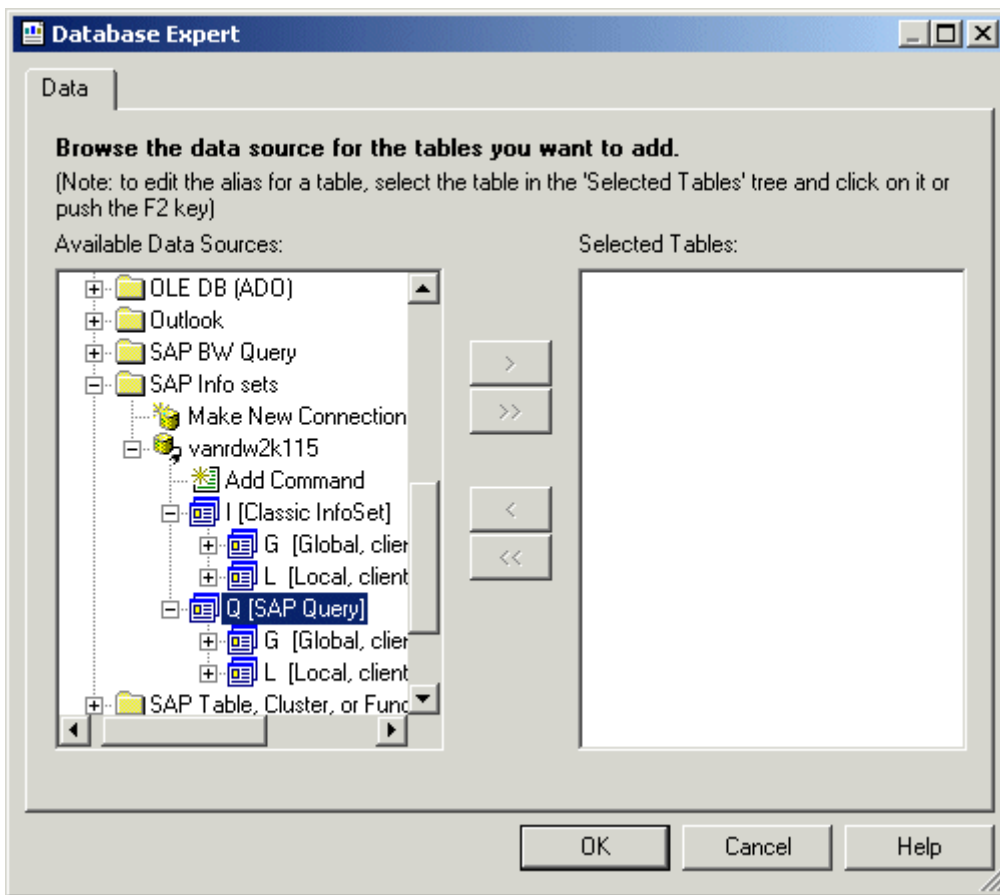 Database Expert
Data
Browse the data source for the tables you want to add.
(Note: to edit the alias for a table, select the table in the 'Selected Tables' tree and click on it or
push the F2 key)
Available Data Sources:
Selected Tables:
OLE DB (ADO)
Outlook
SAP BW Query
SAP Info sets
Make New Connection
vanrdw2k115
Add Command
I [Classic InfoSet]
G [Global, clier
L [Local, client
Q [SAP Query]
G [Global, clier
L [Local, client
SAP Table, Cluster, or Func
>
>>
<
<<
OK
Cancel
Help